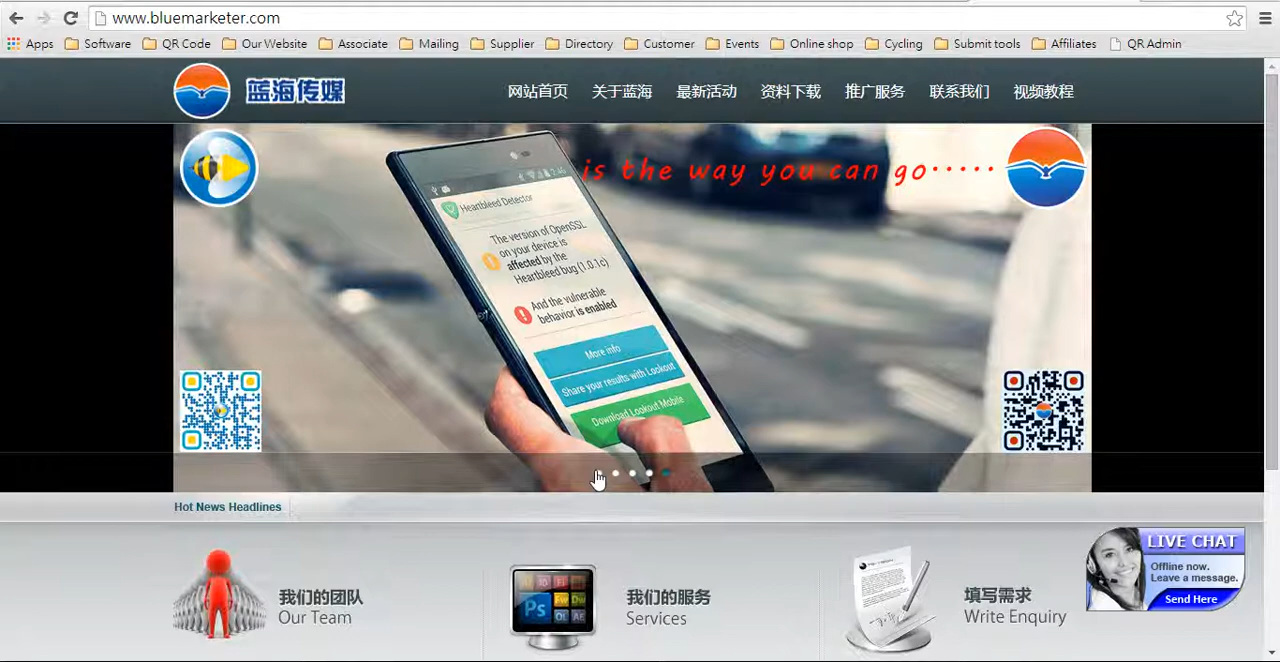 www.bluemarketer.com
Apps Software QR Code Our Website Associate Mailing Supplier Directory Customer Events Online shop Cycling Submit tools Affiliates QR Admin
蓝海传媒 网站首页 关于蓝海 最新活动 资料下载 推广服务 联系我们 视频教程
is the way you can go·····
Heartbleed Detector
The version of OpenSSL
on your device is
affected by the
Heartbleed bug (1.0.1c)
And the vulnerable
behavior is enabled
More info
Share your results with Lookout
Download Lookout Mobile
Hot News Headlines
LIVE CHAT
Offline now.
Leave a message.
Send Here
我们的团队
Our Team
Ps
Fw
Dw
我们的服务
Services
填写需求
Write Enquiry